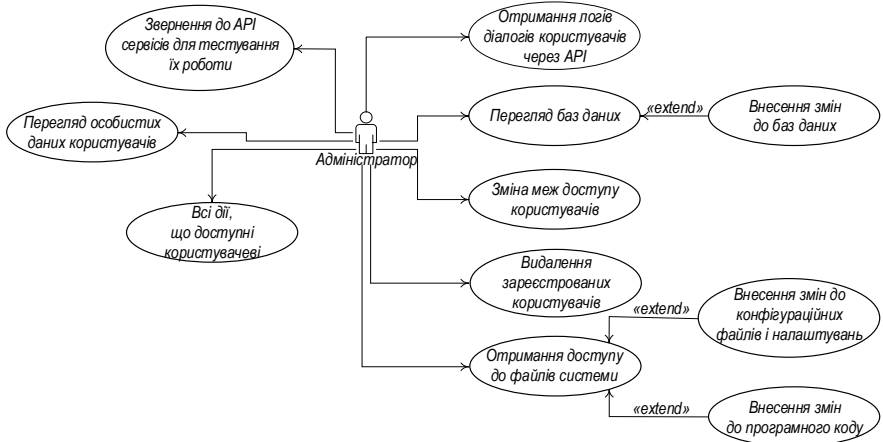 Звернення до API
сервісів для тестування
їх роботи
Отримання логів
діалогів користувачів
через API
Перегляд особистих
даних користувачів
Адміністратор
Перегляд баз даних
«extend»
Внесення змін
до баз даних
Всі дії,
що доступні
користувачеві
Зміна меж доступу
користувачів
Видалення
зареєстрованих
користувачів
«extend»
Внесення змін до
конфігураційних
файлів і налаштувань
Отримання доступу
до файлів системи
«extend»
Внесення змін
до програмного коду